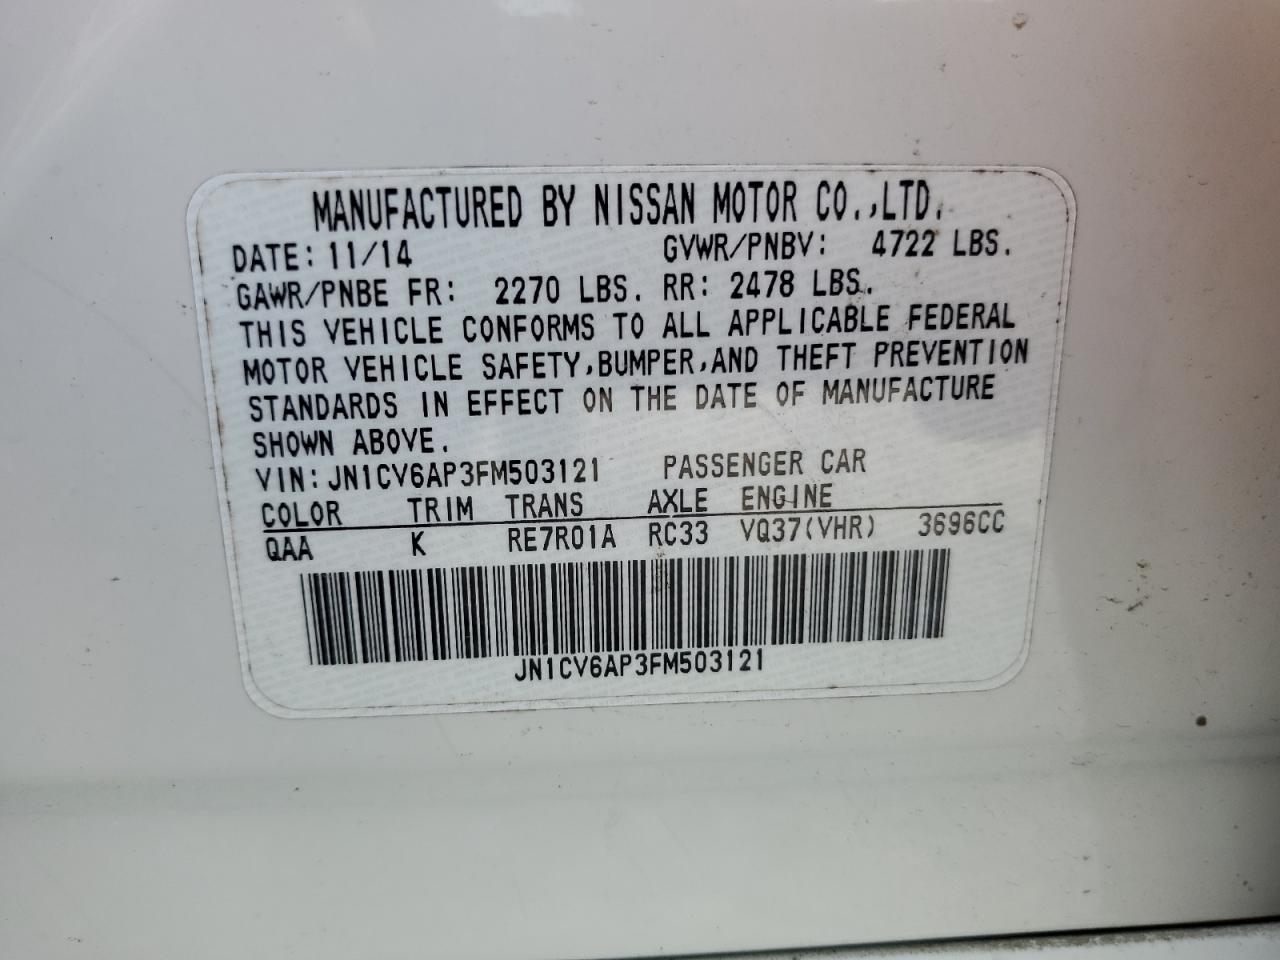 MANUFACTURED BY NISSAN MOTOR CO.,LTD.
DATE: 11/14 GVWR/PNBV: 4722 LBS.
GAWR/PNBE FR: 2270 LBS. RR: 2478 LBS.
THIS VEHICLE CONFORMS TO ALL APPLICABLE FEDERAL
MOTOR VEHICLE SAFETY,BUMPER,AND THEFT PREVENTION
STANDARDS IN EFFECT ON THE DATE OF MANUFACTURE
SHOWN ABOVE.
VIN:JN1CV6AP3FM503121 PASSENGER CAR
COLOR TRIM TRANS AXLE ENGINE
QAA K RE7R01A RC33 VQ37(VHR) 3696CC
JN1CV6AP3FM503121